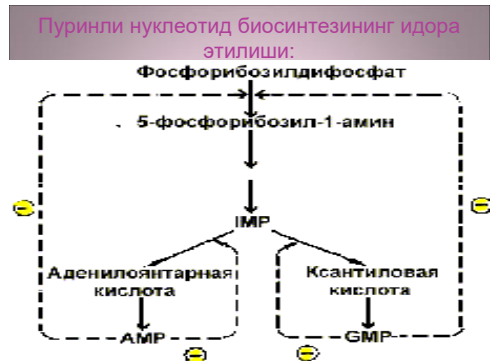 Пуринли нуклеотид биосинтезининг идора
этилиши:
Фосфорибозилдифосфат
5-фосфорибозил-1-амин
IMP
Аденилоянтарная
кислота
Ксантиловая
кислота
AMP
GMP